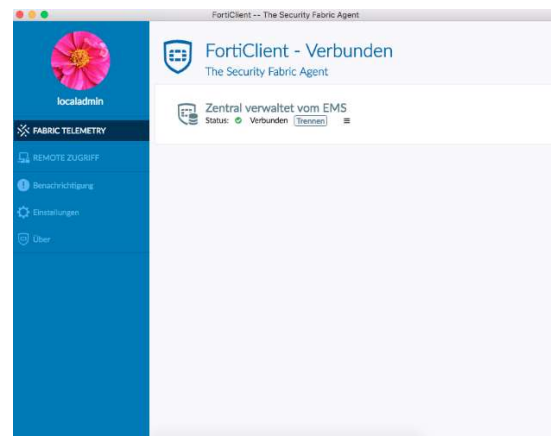 FortiClient -- The Security Fabric Agent
FortiClient - Verbunden
The Security Fabric Agent
localadmin
Zentral verwaltet vom EMS
Status: Verbunden Trennen
FABRIC TELEMETRY
REMOTE ZUGRIFF
Benachrichtigung
Einstellungen
Über